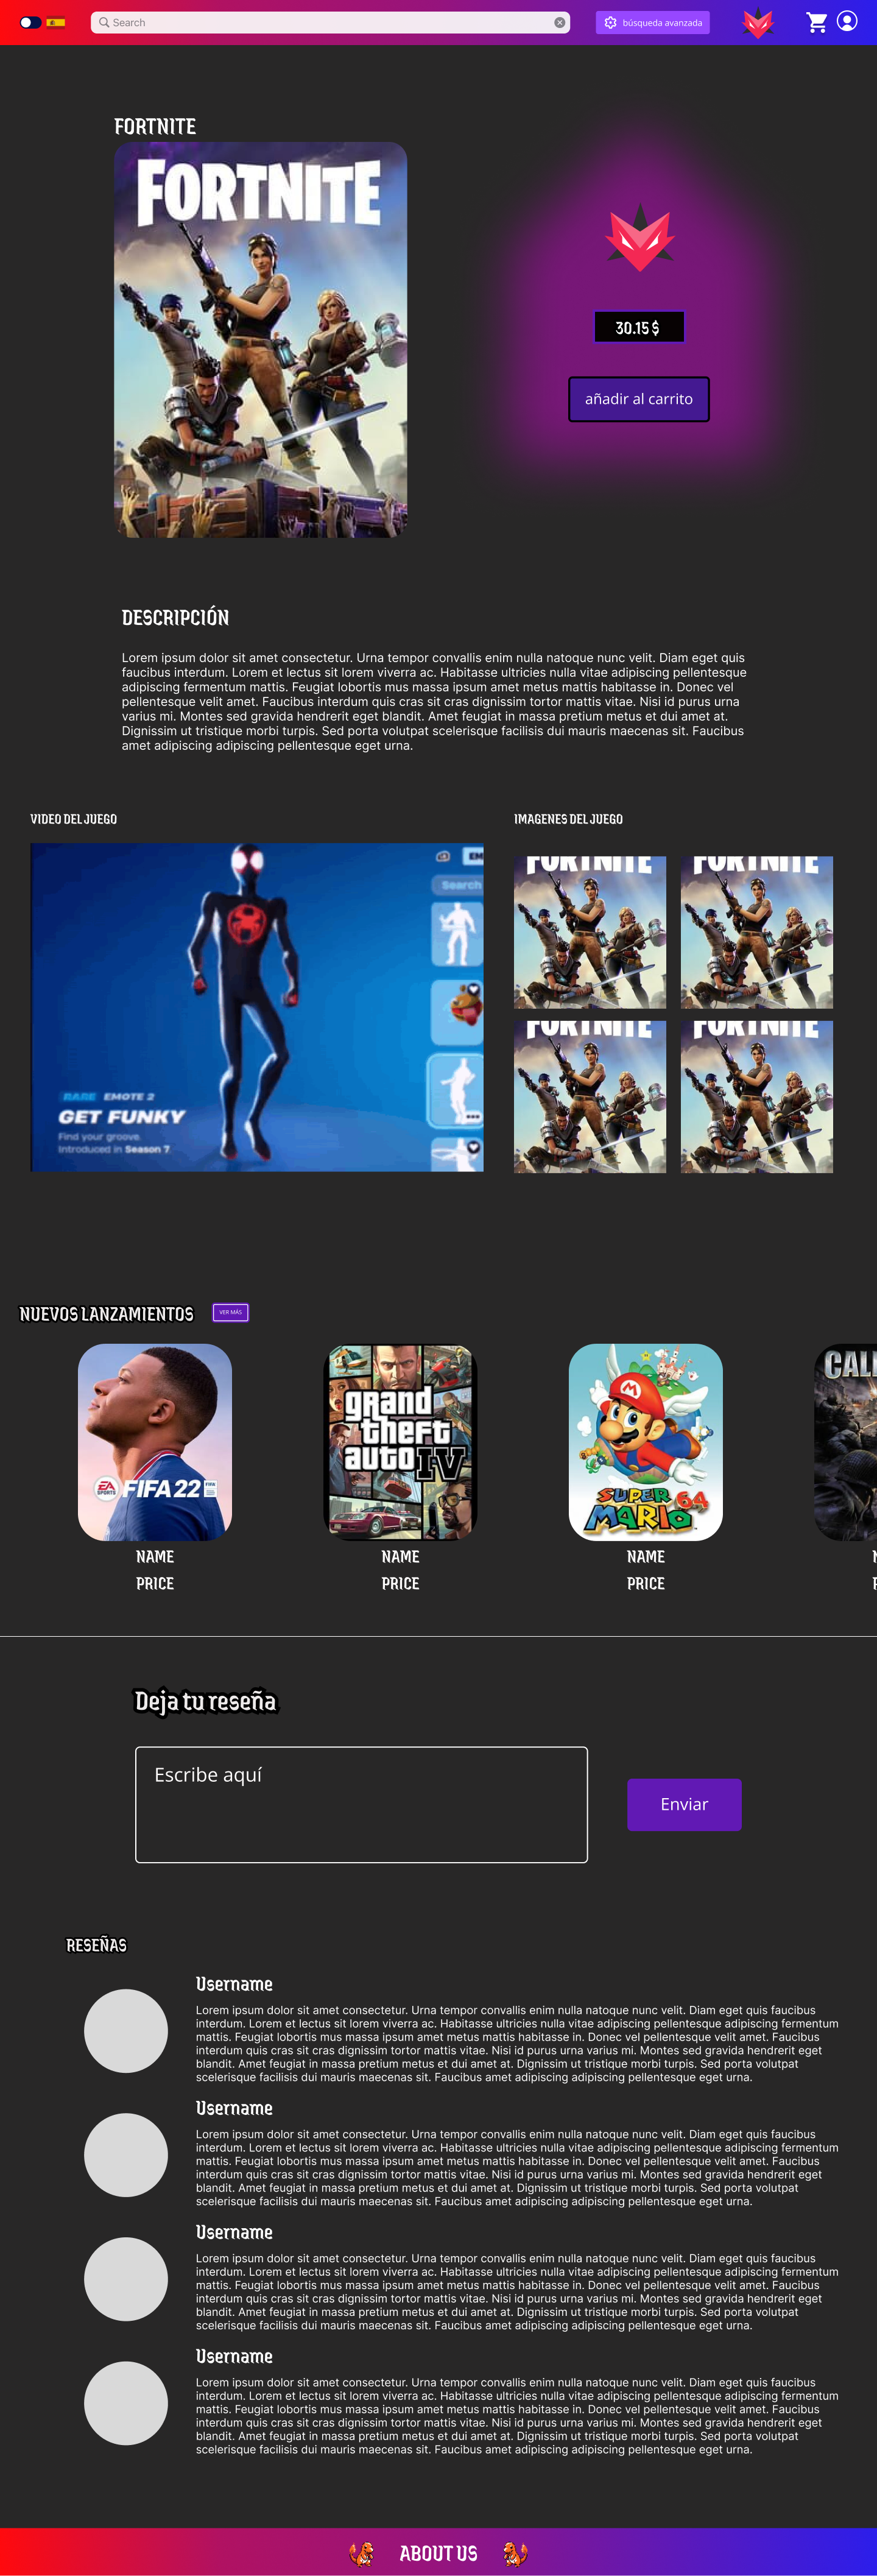 Search
búsqueda avanzada
FORTNITE
FORTNITE
30.15 $
añadir al carrito
DESCRIPCIÓN
Lorem ipsum dolor sit amet consectetur. Urna tempor convallis enim nulla natoque nunc velit. Diam eget quis
faucibus interdum. Lorem et lectus sit lorem viverra ac. Habitasse ultricies nulla vitae adipiscing pellentesque
adipiscing fermentum mattis. Feugiat lobortis mus massa ipsum amet metus mattis habitasse in. Donec vel
pellentesque velit amet. Faucibus interdum quis cras sit cras dignissim tortor mattis vitae. Nisi id purus urna
varius mi. Montes sed gravida hendrerit eget blandit. Amet feugiat in massa pretium metus et dui amet at.
Dignissim ut tristique morbi turpis. Sed porta volutpat scelerisque facilisis dui mauris maecenas sit. Faucibus
amet adipiscing adipiscing pellentesque eget urna.
VIDEO DEL JUEGO
IMAGENES DEL JUEGO
EM
Search
RARE EMOTE 2
GET FUNKY
Find your groove.
Introduced in Season 7
FORTNITE
FORTNITE
FORTNITE
FORTNITE
NUEVOS LANZAMIENTOS
VER MÁS
EA SPORTS FIFA 22
grand theft auto IV
SUPER MARIO 64
CALL
NAME
NAME
NAME
PRICE
PRICE
PRICE
Deja tu reseña
Escribe aquí
Enviar
RESEÑAS
Username
Lorem ipsum dolor sit amet consectetur. Urna tempor convallis enim nulla natoque nunc velit. Diam eget quis faucibus
interdum. Lorem et lectus sit lorem viverra ac. Habitasse ultricies nulla vitae adipiscing pellentesque adipiscing fermentum
mattis. Feugiat lobortis mus massa ipsum amet metus mattis habitasse in. Donec vel pellentesque velit amet. Faucibus
interdum quis cras sit cras dignissim tortor mattis vitae. Nisi id purus urna varius mi. Montes sed gravida hendrerit eget
blandit. Amet feugiat in massa pretium metus et dui amet at. Dignissim ut tristique morbi turpis. Sed porta volutpat
scelerisque facilisis dui mauris maecenas sit. Faucibus amet adipiscing adipiscing pellentesque eget urna.
Username
Lorem ipsum dolor sit amet consectetur. Urna tempor convallis enim nulla natoque nunc velit. Diam eget quis faucibus
interdum. Lorem et lectus sit lorem viverra ac. Habitasse ultricies nulla vitae adipiscing pellentesque adipiscing fermentum
mattis. Feugiat lobortis mus massa ipsum amet metus mattis habitasse in. Donec vel pellentesque velit amet. Faucibus
interdum quis cras sit cras dignissim tortor mattis vitae. Nisi id purus urna varius mi. Montes sed gravida hendrerit eget
blandit. Amet feugiat in massa pretium metus et dui amet at. Dignissim ut tristique morbi turpis. Sed porta volutpat
scelerisque facilisis dui mauris maecenas sit. Faucibus amet adipiscing adipiscing pellentesque eget urna.
Username
Lorem ipsum dolor sit amet consectetur. Urna tempor convallis enim nulla natoque nunc velit. Diam eget quis faucibus
interdum. Lorem et lectus sit lorem viverra ac. Habitasse ultricies nulla vitae adipiscing pellentesque adipiscing fermentum
mattis. Feugiat lobortis mus massa ipsum amet metus mattis habitasse in. Donec vel pellentesque velit amet. Faucibus
interdum quis cras sit cras dignissim tortor mattis vitae. Nisi id purus urna varius mi. Montes sed gravida hendrerit eget
blandit. Amet feugiat in massa pretium metus et dui amet at. Dignissim ut tristique morbi turpis. Sed porta volutpat
scelerisque facilisis dui mauris maecenas sit. Faucibus amet adipiscing adipiscing pellentesque eget urna.
Username
Lorem ipsum dolor sit amet consectetur. Urna tempor convallis enim nulla natoque nunc velit. Diam eget quis faucibus
interdum. Lorem et lectus sit lorem viverra ac. Habitasse ultricies nulla vitae adipiscing pellentesque adipiscing fermentum
mattis. Feugiat lobortis mus massa ipsum amet metus mattis habitasse in. Donec vel pellentesque velit amet. Faucibus
interdum quis cras sit cras dignissim tortor mattis vitae. Nisi id purus urna varius mi. Montes sed gravida hendrerit eget
blandit. Amet feugiat in massa pretium metus et dui amet at. Dignissim ut tristique morbi turpis. Sed porta volutpat
scelerisque facilisis dui mauris maecenas sit. Faucibus amet adipiscing adipiscing pellentesque eget urna.
ABOUT US